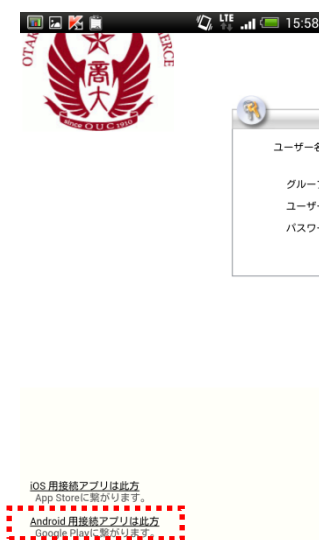 LTE 15:58
OTAR
MERCE
商
大
since OUC 1910
ユーザー名
グループ
ユーザー
パスワー
iOS 用接続アプリは此方
App Storeに繋がります。
Android 用接続アプリは此方
Google Playに繋がります。